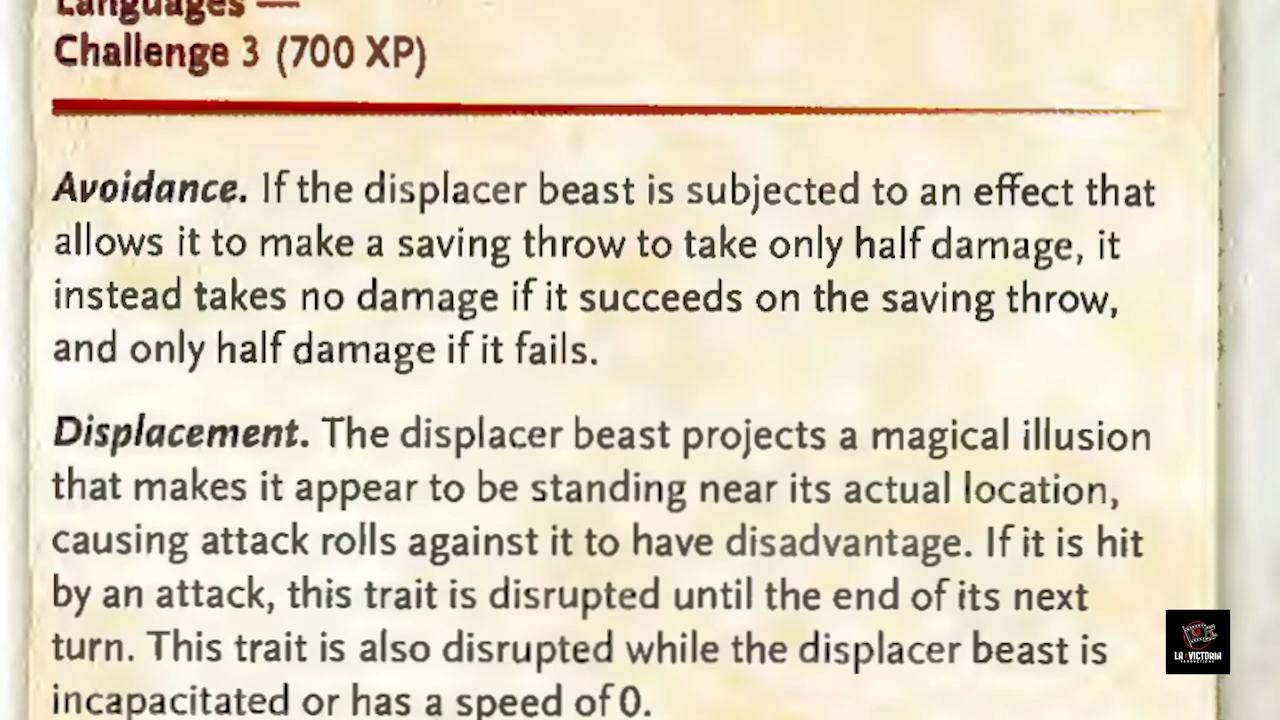 Languages —
Challenge 3 (700 XP)
Avoidance. If the displacer beast is subjected to an effect that
allows it to make a saving throw to take only half damage, it
instead takes no damage if it succeeds on the saving throw,
and only half damage if it fails.
Displacement. The displacer beast projects a magical illusion
that makes it appear to be standing near its actual location,
causing attack rolls against it to have disadvantage. If it is hit
by an attack, this trait is disrupted until the end of its next
turn. This trait is also disrupted while the displacer beast is
incapacitated or has a speed of 0.
LA VICTORIA
PRODUCTIONS